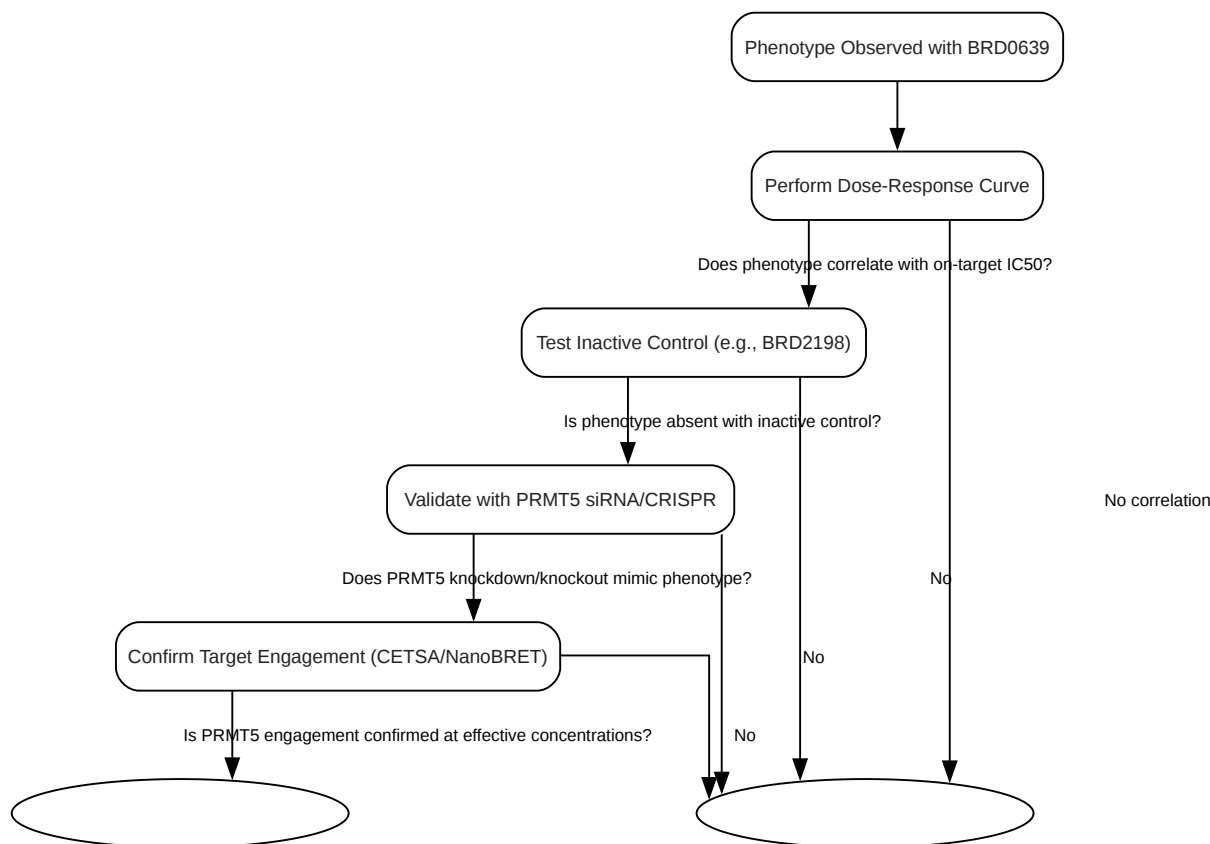 Phenotype Observed with BRD0639
Perform Dose-Response Curve
Does phenotype correlate with on-target IC50?
Test Inactive Control (e.g., BRD2198)
Is phenotype absent with inactive control?
Validate with PRMT5 siRNA/CRISPR
No correlation
Does PRMT5 knockdown/knockout mimic phenotype?
No
Confirm Target Engagement (CETSA/NanoBRET)
No
Is PRMT5 engagement confirmed at effective concentrations?
No